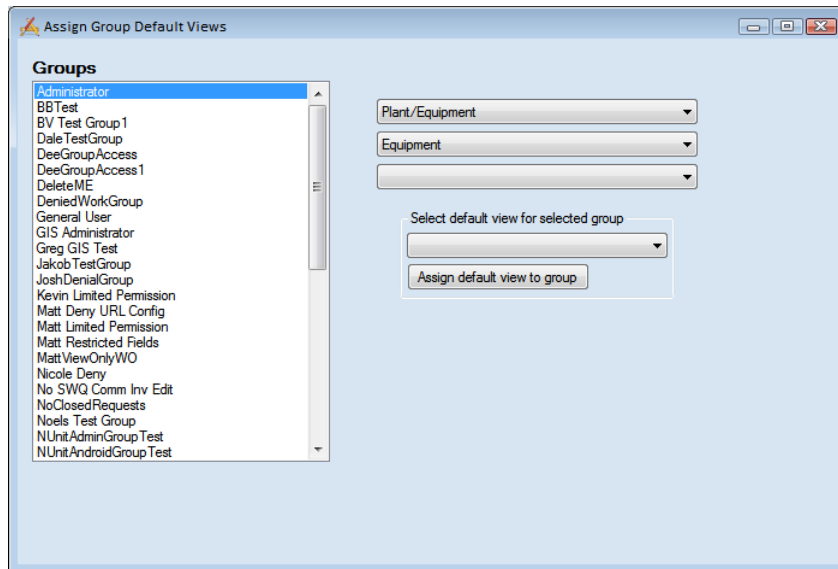 Assign Group Default Views
Groups
Administrator
BBTest
BV Test Group1
DaleTestGroup
DeeGroupAccess
DeeGroupAccess1
DeleteME
DeniedWorkGroup
General User
GIS Administrator
Greg GIS Test
JakobTestGroup
JoshDenialGroup
Kevin Limited Permission
Matt Deny URL Config
Matt Limited Permission
Matt Restricted Fields
MattViewOnlyWO
Nicole Deny
No SWQ Comm Inv Edit
NoClosedRequests
Noels Test Group
NUnitAdminGroupTest
NUnitAndroidGroupTest
Plant/Equipment
Equipment
Select default view for selected group
Assign default view to group